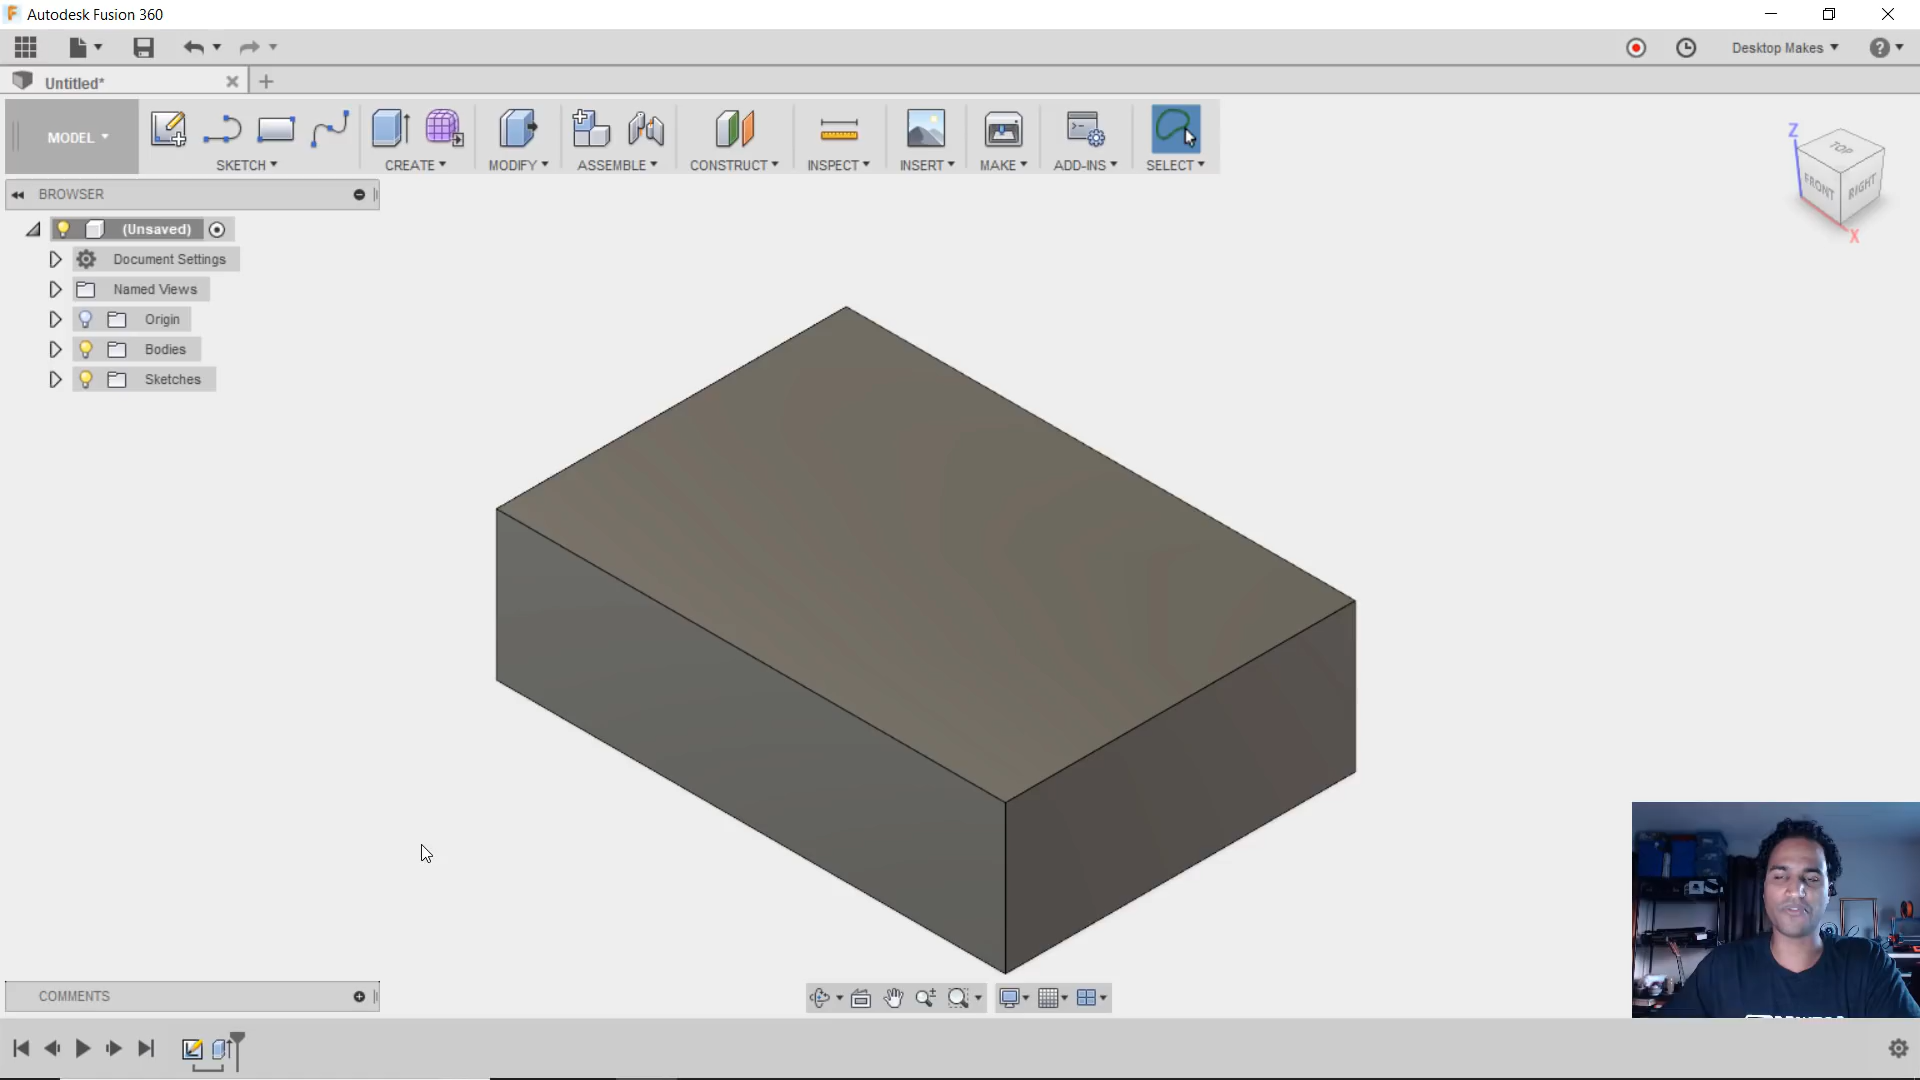 Autodesk Fusion 360
Desktop Makes
Untitled*
MODEL
SKETCH
CREATE
MODIFY
ASSEMBLE
CONSTRUCT
INSPECT
INSERT
MAKE
ADD-INS
SELECT
Z
TOP
FRONT
RIGHT
X
BROWSER
(Unsaved)
Document Settings
Named Views
Origin
Bodies
Sketches
COMMENTS